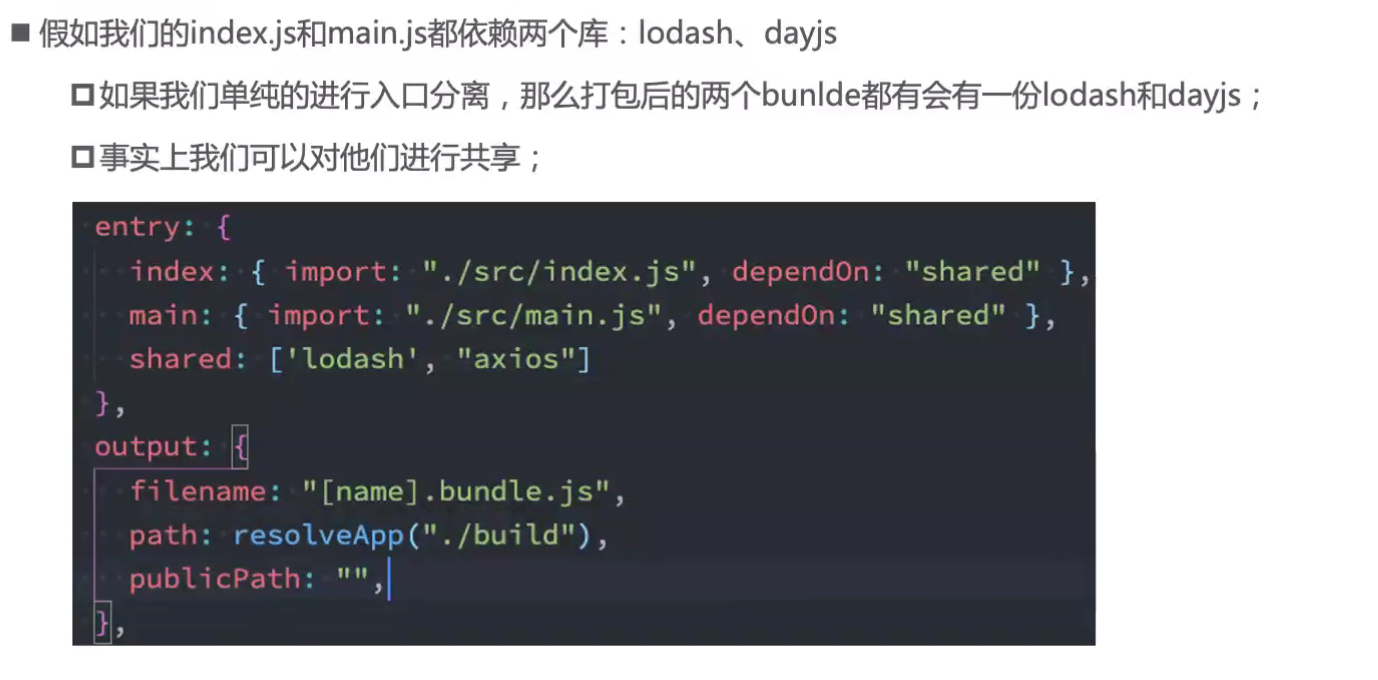 假如我们的index.js和main.js都依赖两个库：lodash、dayjs
如果我们单纯的进行入口分离，那么打包后的两个bunlde都有会有一份lodash和dayjs；
事实上我们可以对他们进行共享；
entry: {
index: { import: "./src/index.js", dependOn: "shared" },
main: { import: "./src/main.js", dependOn: "shared" },
shared: ['lodash', "axios"]
},
output: {
filename: "[name].bundle.js",
path: resolveApp("./build"),
publicPath: "",
},